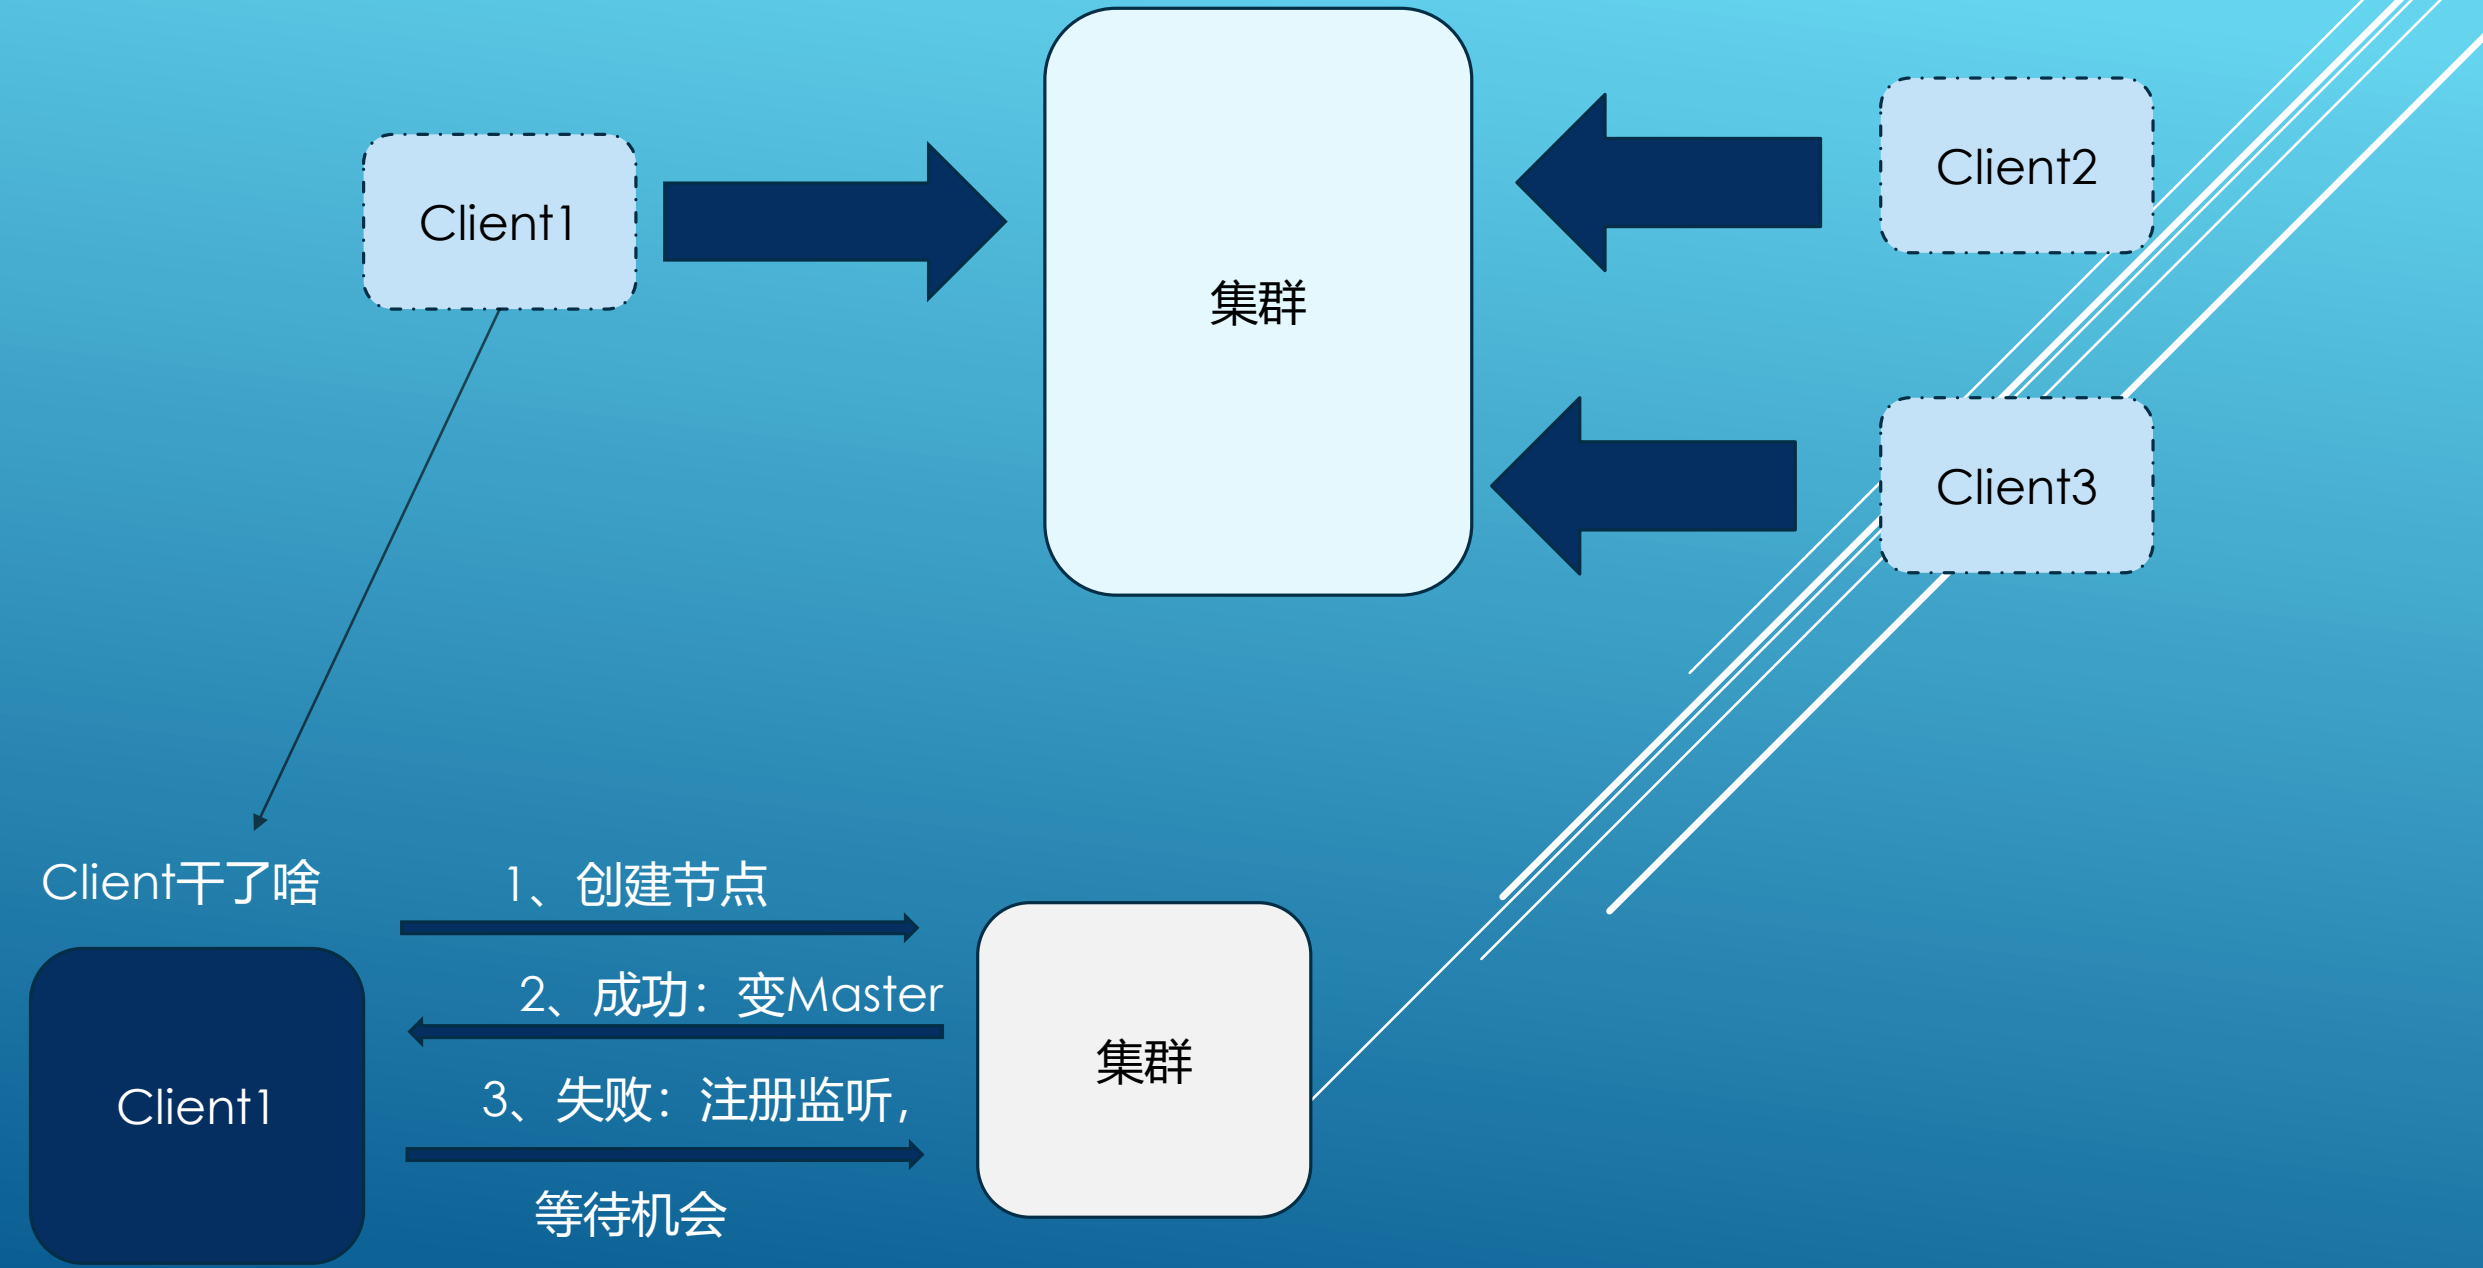 Client1
集群
Client2
Client3
Client干了啥
Client1
1、创建节点
2、成功：变Master
3、失败：注册监听，
等待机会
集群